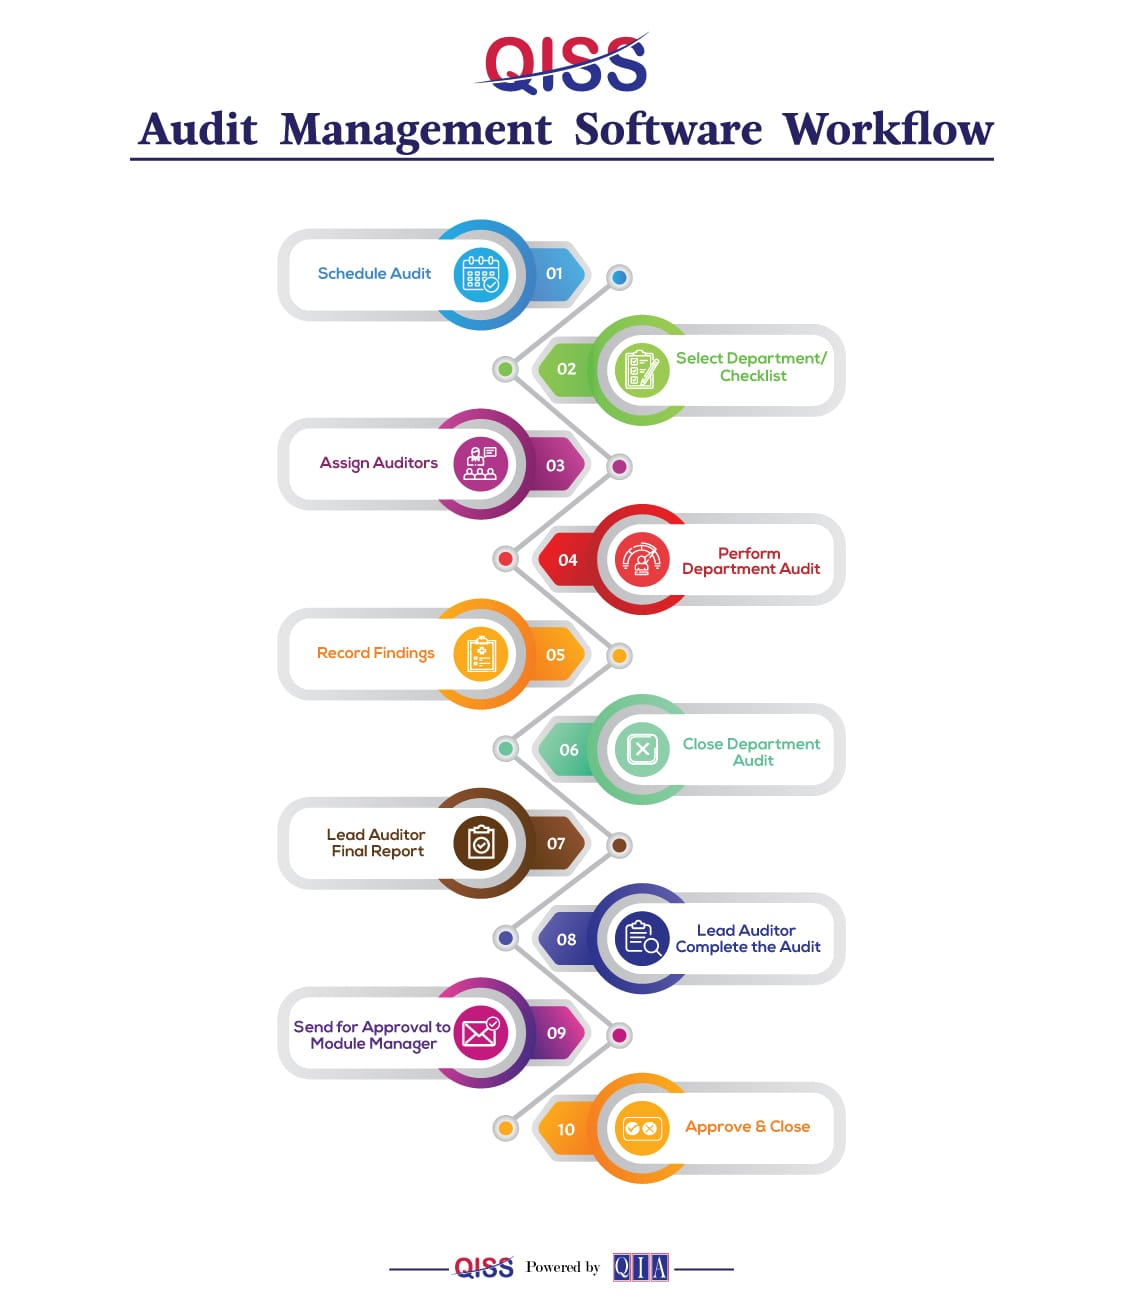 QISS
Audit Management Software Workflow
Schedule Audit
01
02
Select Department/
Checklist
Assign Auditors
03
04
Perform
Department Audit
Record Findings
05
06
Close Department
Audit
Lead Auditor
Final Report
07
08
Lead Auditor
Complete the Audit
Send for Approval to
Module Manager
09
10
Approve & Close
QISS Powered by QIA